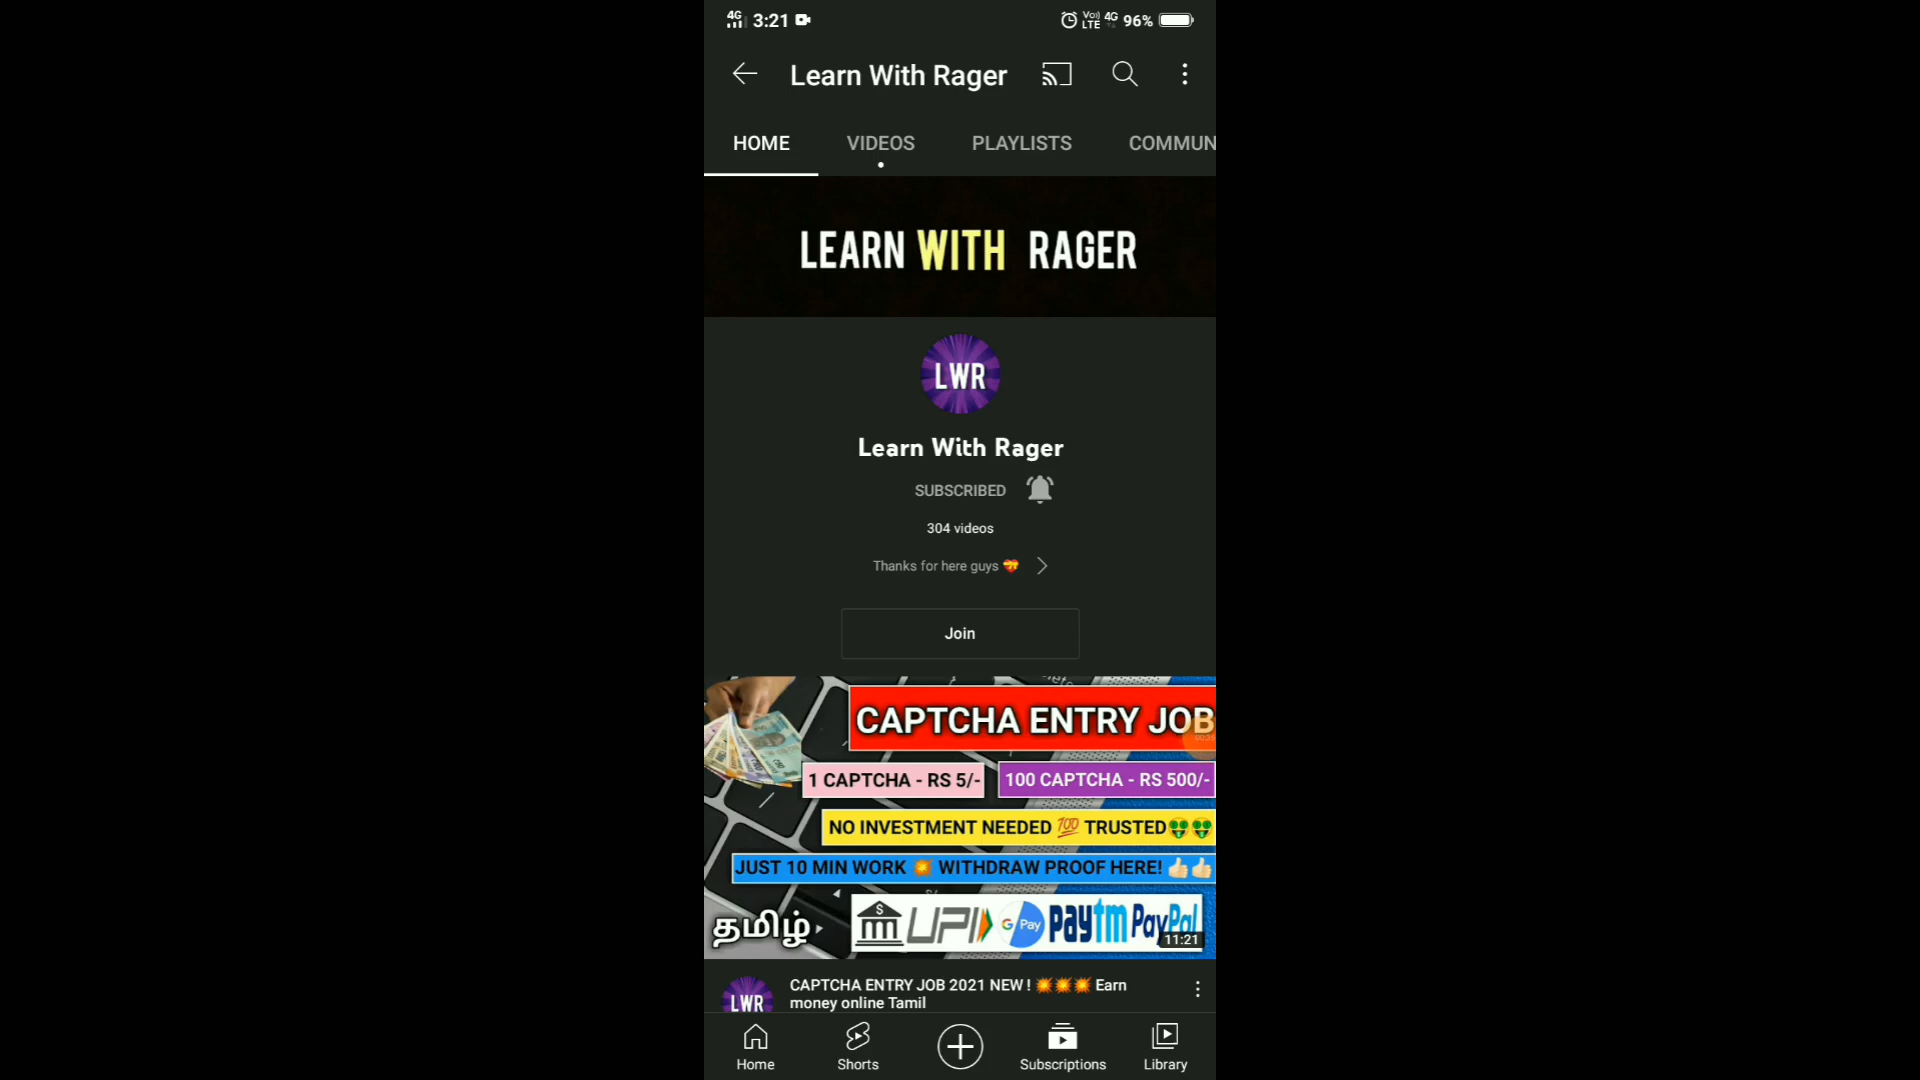 4G 3:21 VoD LTE 4G 96%
Learn With Rager
HOME VIDEOS PLAYLISTS COMMUN
LEARN WITH RAGER
LWR
Learn With Rager
SUBSCRIBED
304 videos
Thanks for here guys 💝
Join
CAPTCHA ENTRY JOB
1 CAPTCHA - RS 5/- 100 CAPTCHA - RS 500/-
NO INVESTMENT NEEDED 💯 TRUSTED🤑🤑
JUST 10 MIN WORK 💥 WITHDRAW PROOF HERE! 👍🏻👍🏻
தமிழ் UPI G Pay paytm PayPal
11:21
LWR
CAPTCHA ENTRY JOB 2021 NEW ! 💥💥💥 Earn
money online Tamil
Home Shorts Subscriptions Library